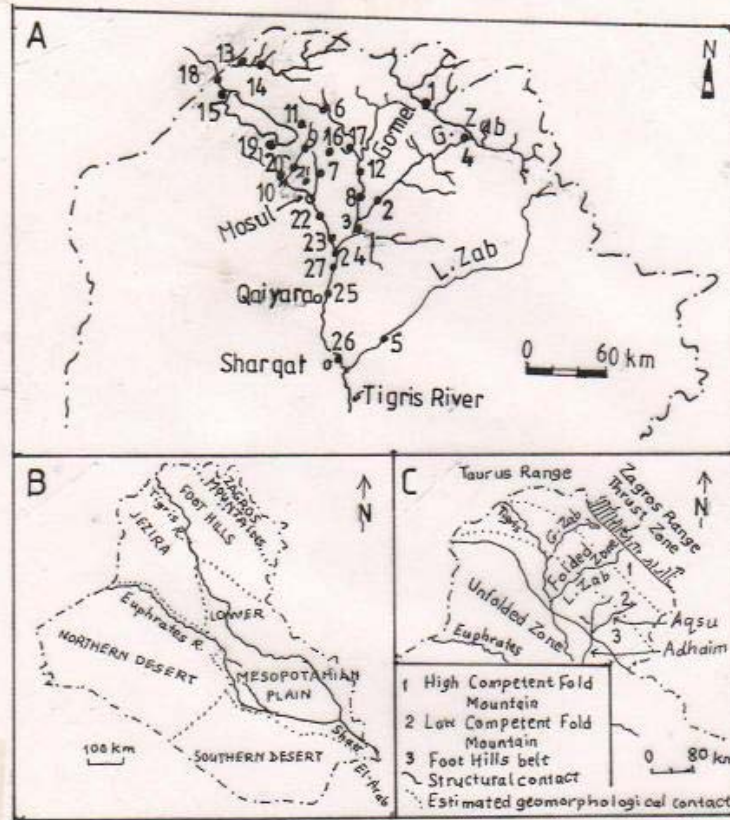 A
N
13
18
14
15
11
6
1
Gomel
G. Zab
4
19
9
16
17
20
21
7
12
10
8
2
Mosul
22
3
23
24
27
L. Zab
Qaiyara
25
26
5
Sharqat
0 60 km
Tigris River
B
N
ZAGROS
MOUNTAINS
FOOT HILLS
Tigris R.
JEZIRA
LOWER
Euphrates R.
NORTHERN DESERT
MESOPOTAMIAN
PLAIN
Shatt
El-Arab
100 km
SOUTHERN DESERT
C
Taurus Range
N
Zagros Range
Thrust Zone
Tigris
G. Zab
Folded
Zone
1
L. Zab
2
Unfolded Zone
3
Aqsu
Adhaim
Euphrates
1 High Competent Fold
Mountain
2 Low Competent Fold
Mountain
3 Foot Hills belt
Structural contact
Estimated geomorphological contact
0 80 km